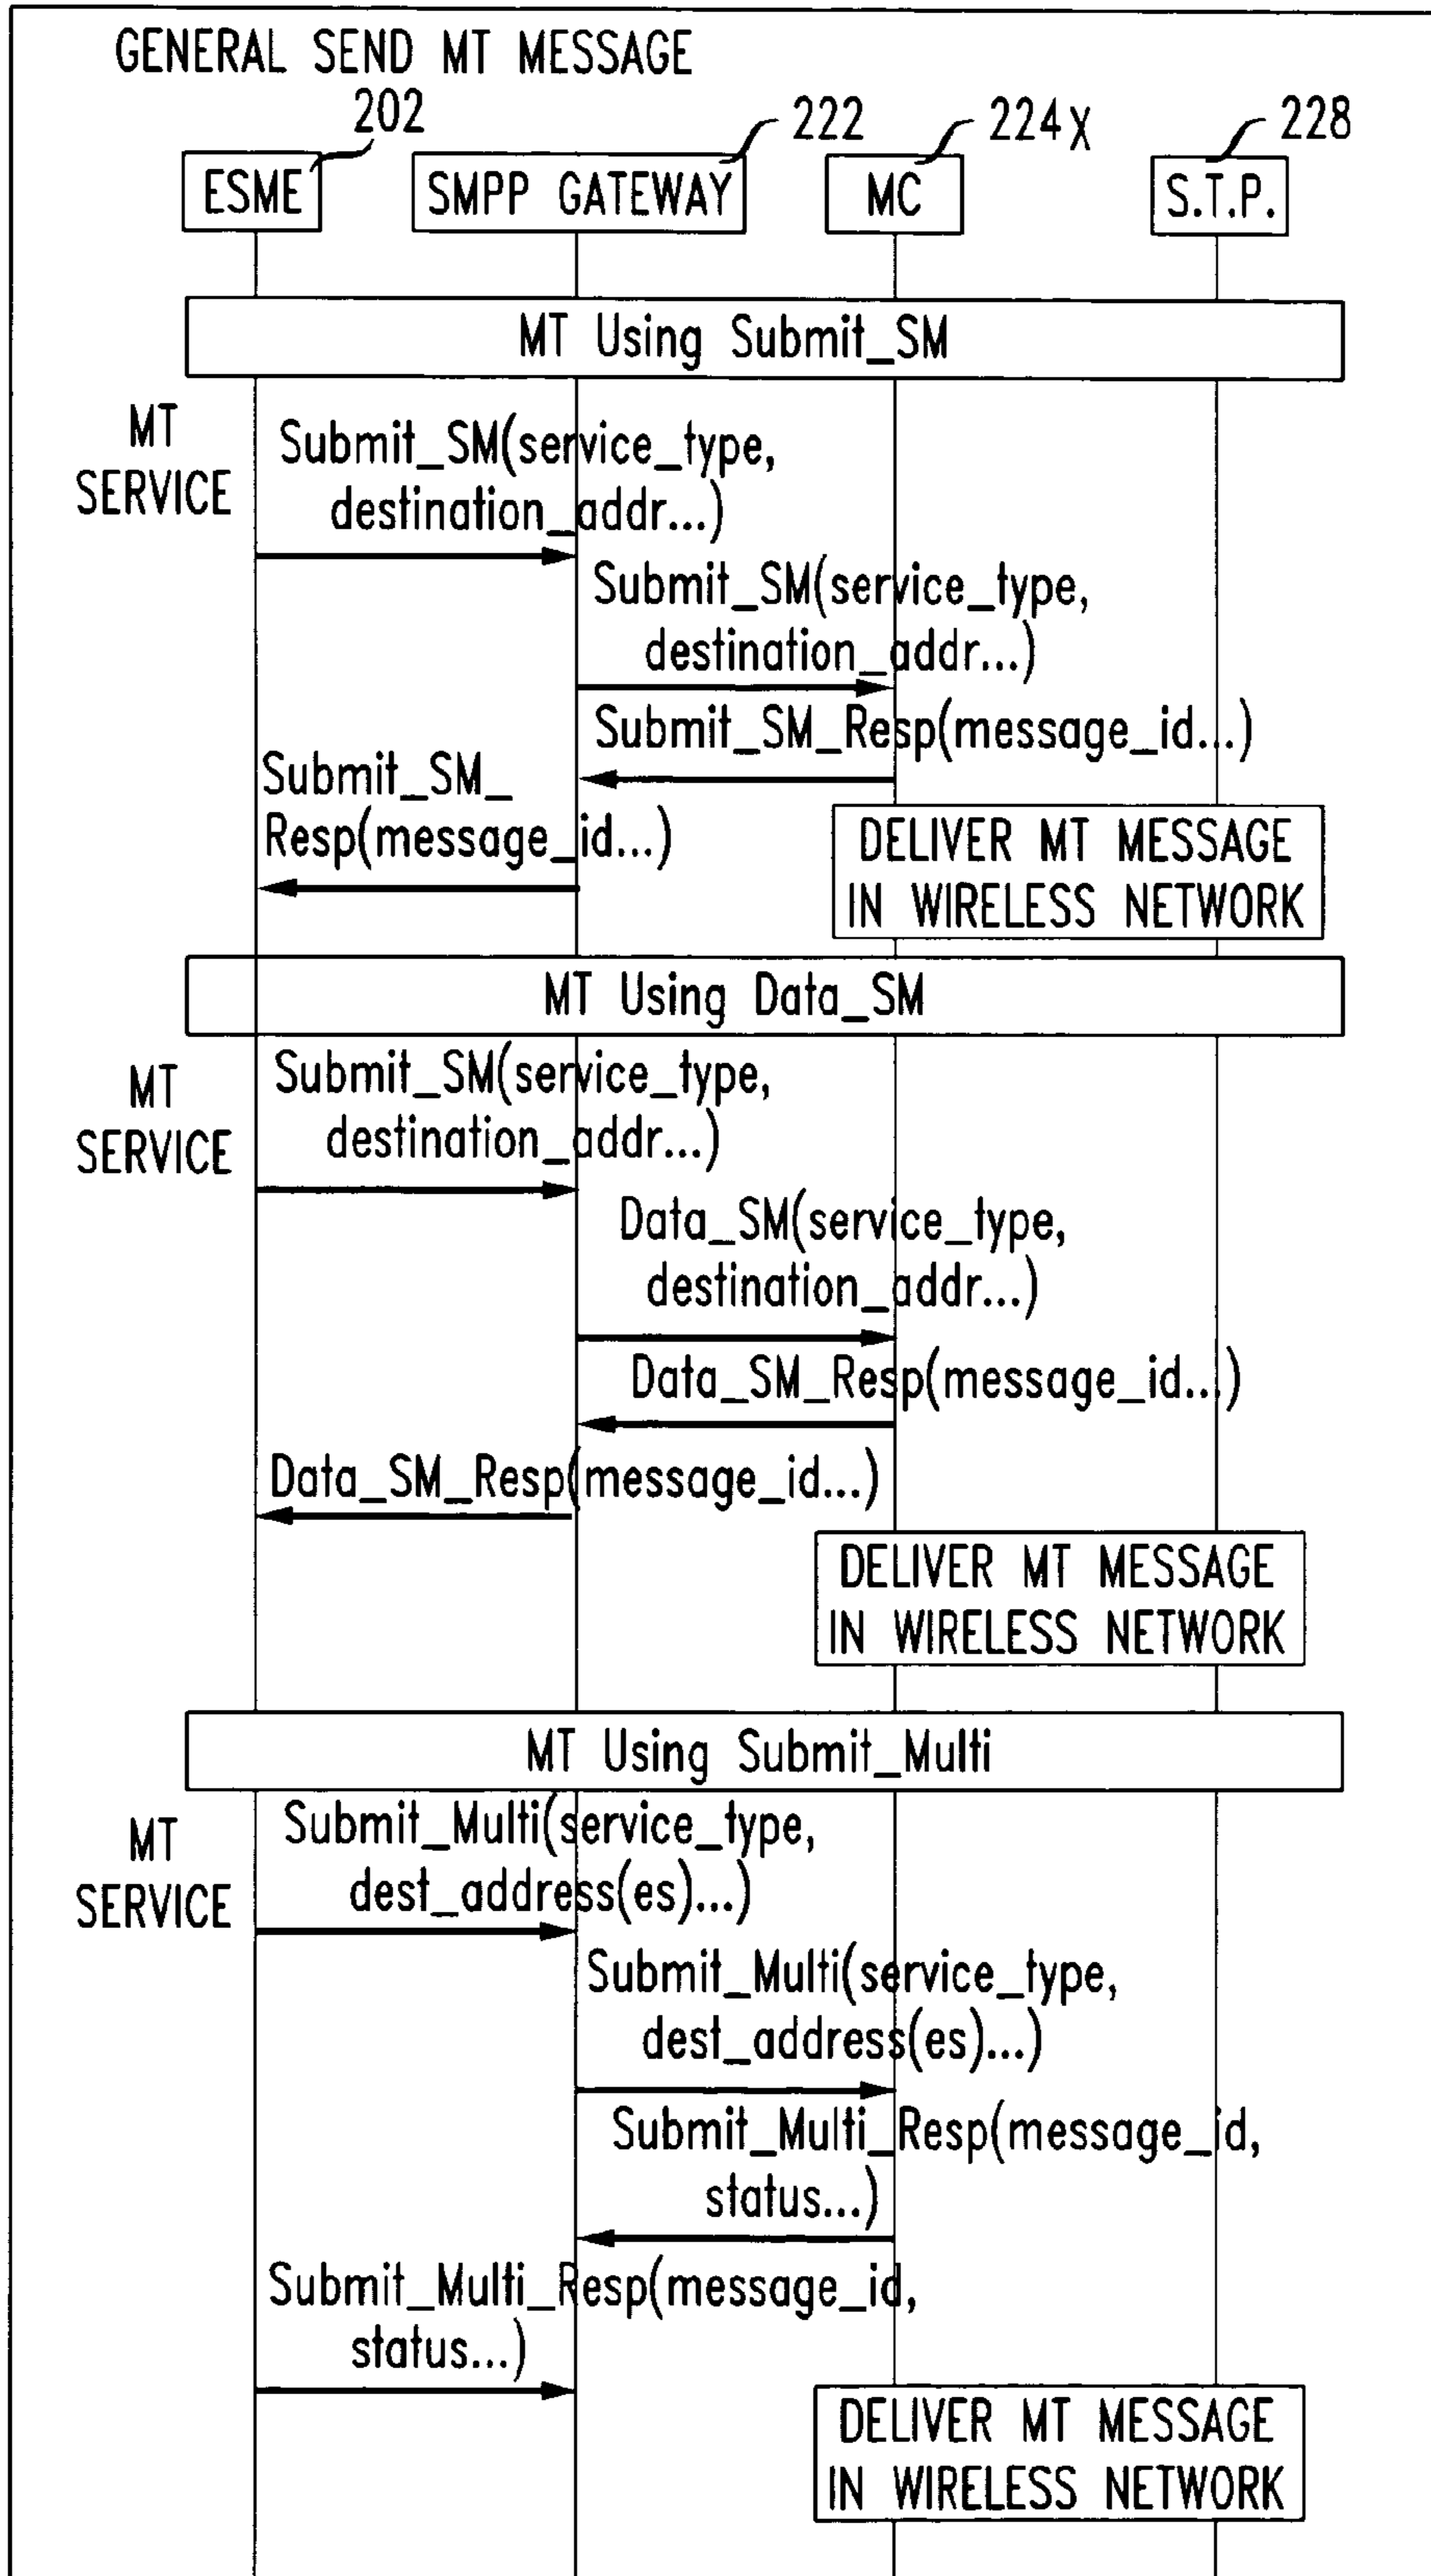 GENERAL SEND MT MESSAGE
202
222
224x
228
ESME
SMPP GATEWAY
MC
S.T.P.
MT Using Submit_SM
MT
SERVICE
Submit_SM(service_type,
destination_addr...)
Submit_SM(service_type,
destination_addr...)
Submit_SM_Resp(message_id...)
Submit_SM_
Resp(message_id...)
DELIVER MT MESSAGE
IN WIRELESS NETWORK
MT Using Data_SM
MT
SERVICE
Submit_SM(service_type,
destination_addr...)
Data_SM(service_type,
destination_addr...)
Data_SM_Resp(message_id...)
Data_SM_Resp(message_id...)
DELIVER MT MESSAGE
IN WIRELESS NETWORK
MT Using Submit_Multi
MT
SERVICE
Submit_Multi(service_type,
dest_address(es)...)
Submit_Multi(service_type,
dest_address(es)...)
Submit_Multi_Resp(message_id,
status...)
Submit_Multi_Resp(message_id,
status...)
DELIVER MT MESSAGE
IN WIRELESS NETWORK